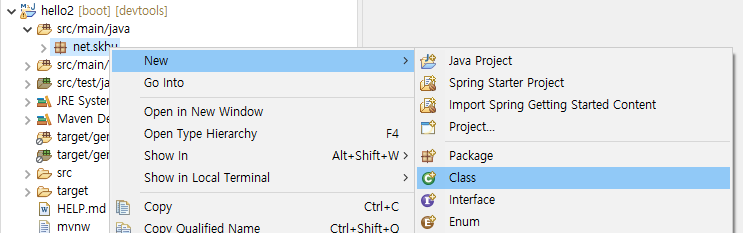 hello2 [boot] [devtools]
src/main/java
net.skhu
src/main/
src/test/ja
JRE System
Maven De
target/ger
target/ger
src
target
HELP.md
mvnw
New
Go Into
Open in New Window
Open Type Hierarchy F4
Show In Alt+Shift+W
Show in Local Terminal
Copy Ctrl+C
Copy Qualified Name Ctrl+Shift+Q
Java Project
Spring Starter Project
Import Spring Getting Started Content
Project...
Package
Class
Interface
Enum